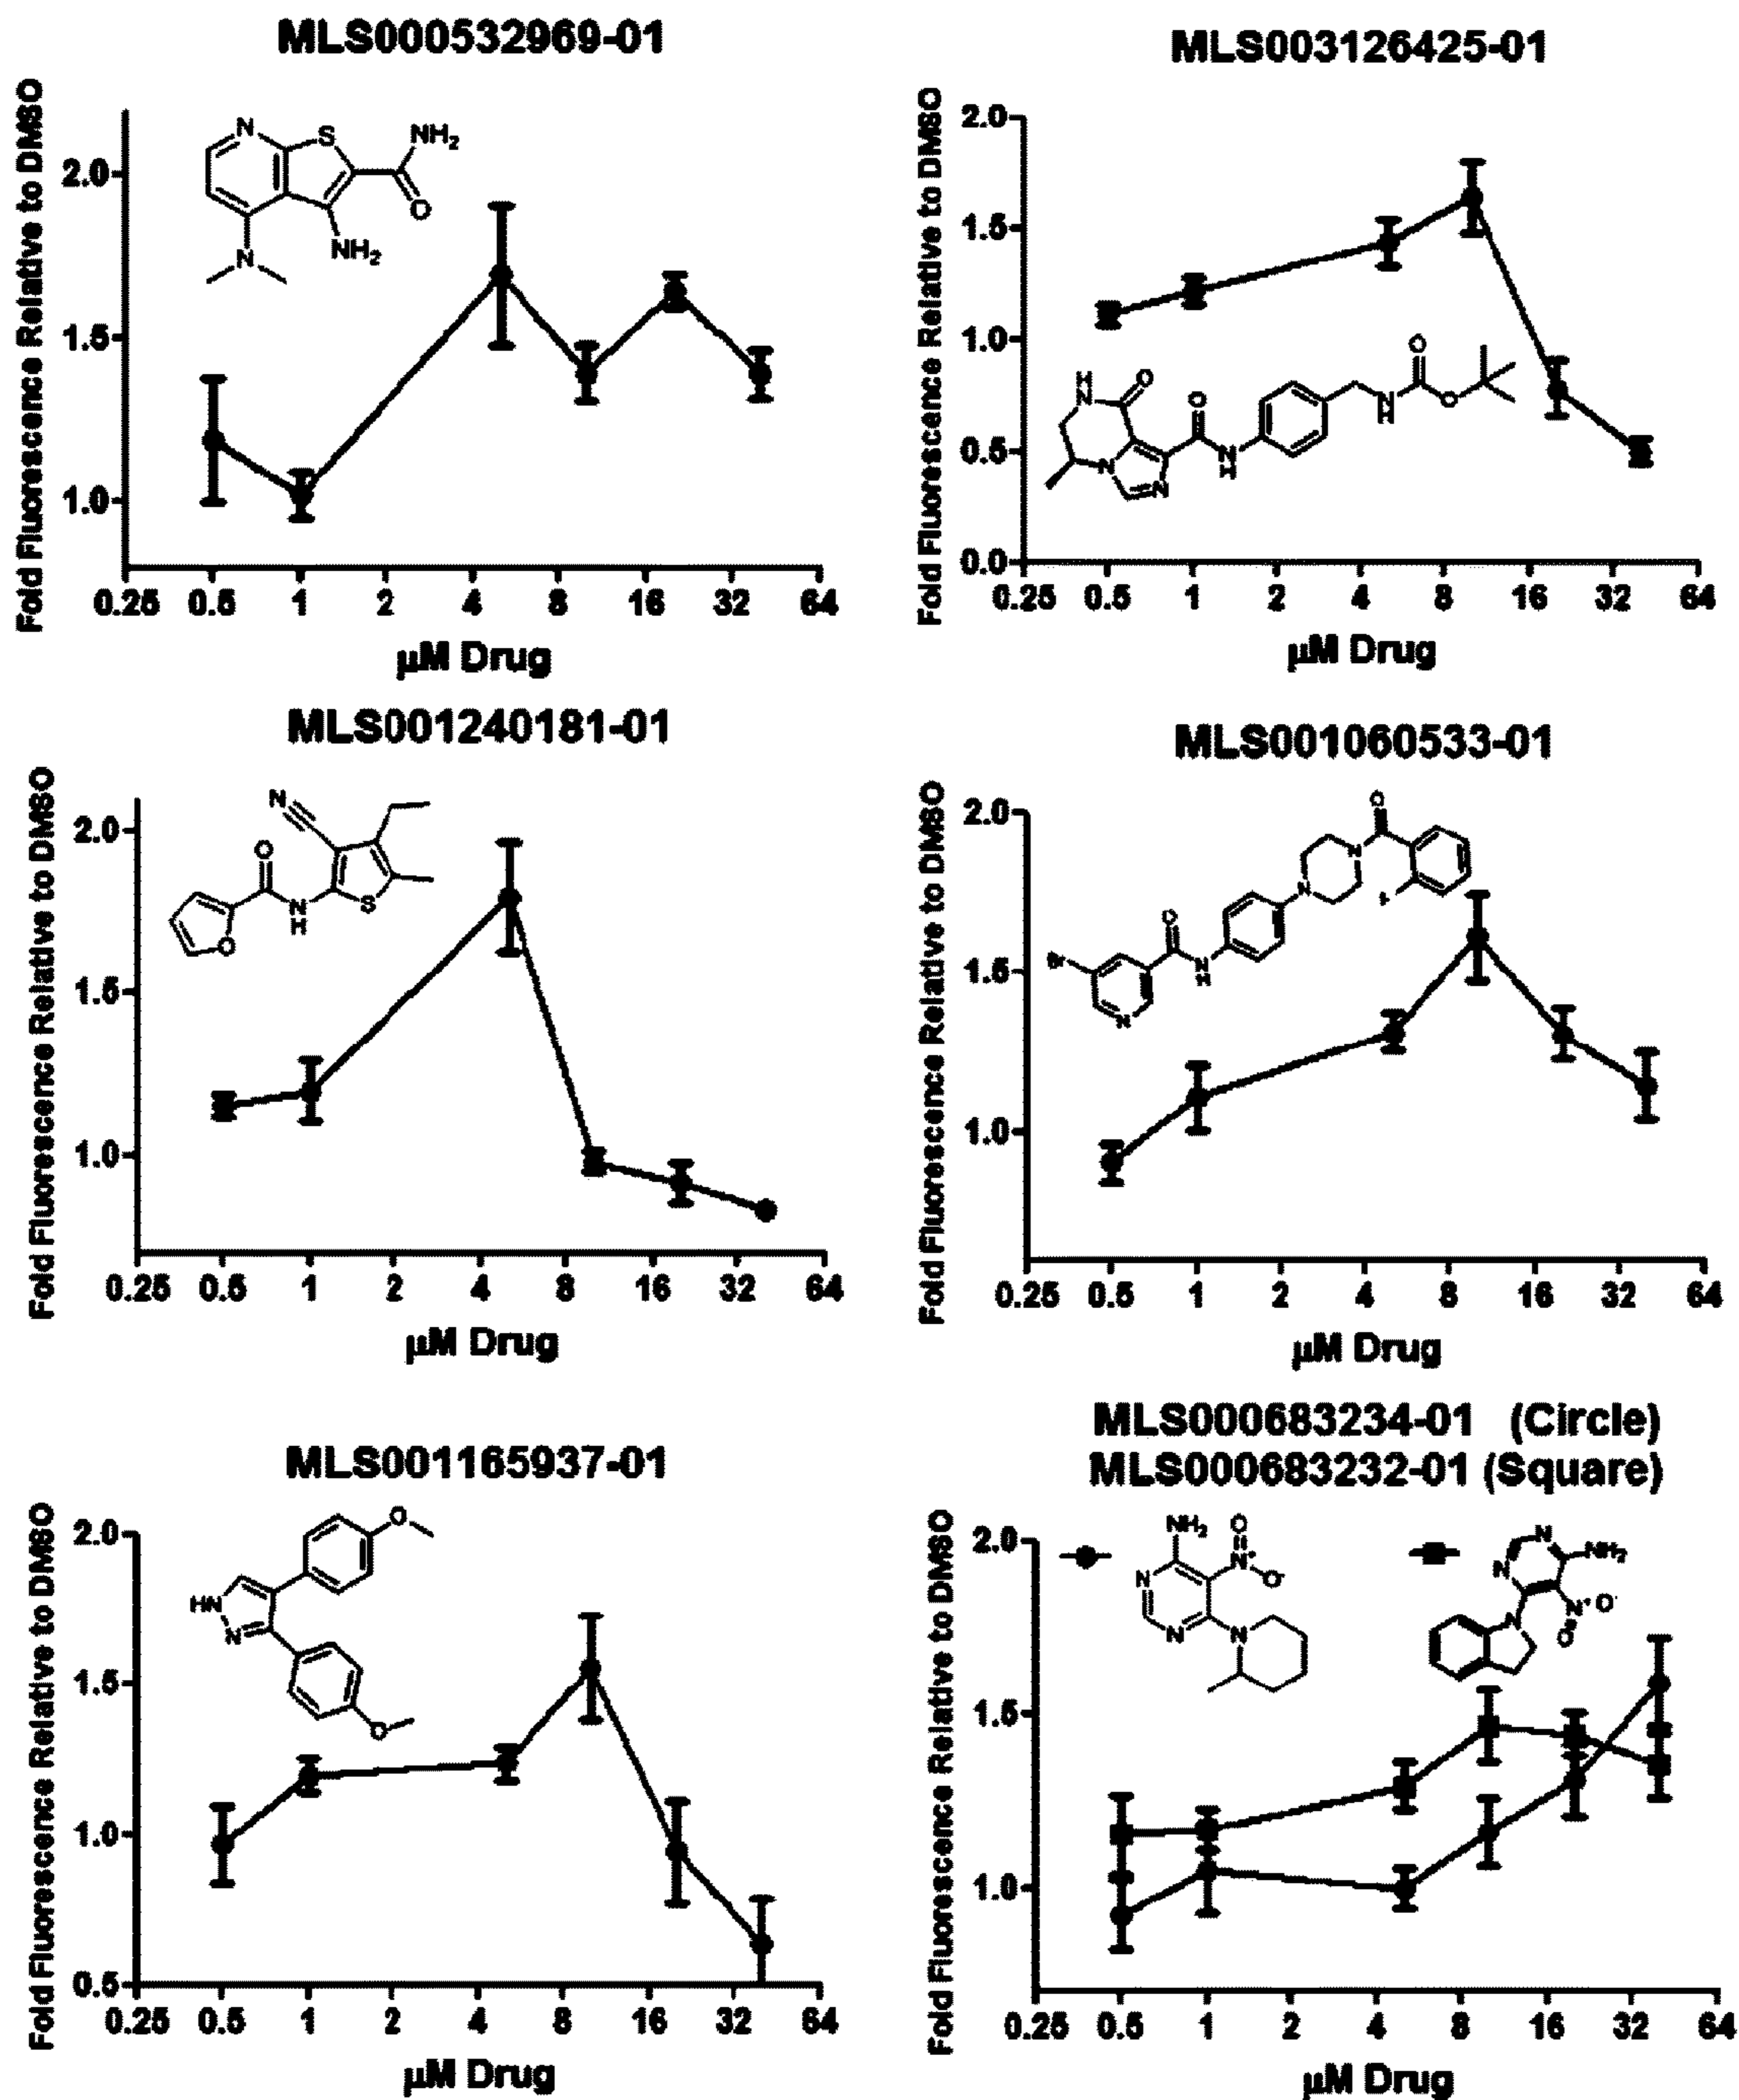 MLS000532969-01
Fold Fluorescence Relative to DMSO
2.0
1.5
1.0
N
S
NH₂
O
NH₂
N
0.25 0.5 1 2 4 8 16 32 64
µM Drug
MLS003126425-01
Fold Fluorescence Relative to DMSO
2.0
1.5
1.0
0.5
0.0
H
N
O
O
N
N
N
H
N
H
O
O
0.25 0.5 1 2 4 8 16 32 64
µM Drug
MLS001240181-01
Fold Fluorescence Relative to DMSO
2.0
1.5
1.0
N
O
N
H
S
O
0.25 0.5 1 2 4 8 16 32 64
µM Drug
MLS001060533-01
Fold Fluorescence Relative to DMSO
2.0
1.5
1.0
O
N
N
O
N
H
Br
N
0.25 0.5 1 2 4 8 16 32 64
µM Drug
MLS001165937-01
Fold Fluorescence Relative to DMSO
2.0
1.5
1.0
0.5
O
HN
N
O
0.25 0.5 1 2 4 8 16 32 64
µM Drug
MLS000683234-01 (Circle)
MLS000683232-01 (Square)
Fold Fluorescence Relative to DMSO
2.0
1.5
1.0
NH₂
O
N⁺
O⁻
N
N
N
N
NH₂
N
N
N⁺ O⁻
O
0.25 0.5 1 2 4 8 16 32 64
µM Drug